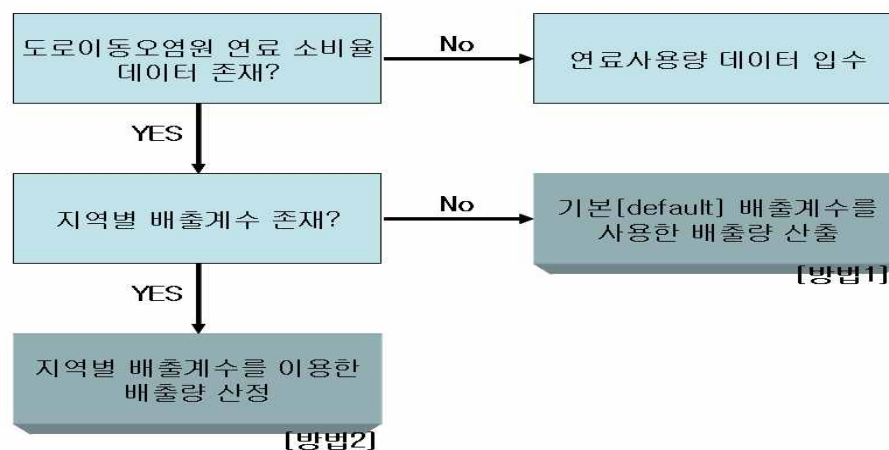 도로이동오염원 연료 소비율
데이터 존재?
No
연료사용량 데이터 입수
YES
지역별 배출계수 존재?
No
기본[default] 배출계수를
사용한 배출량 산출
[방법1]
YES
지역별 배출계수를 이용한
배출량 산정
[방법2]